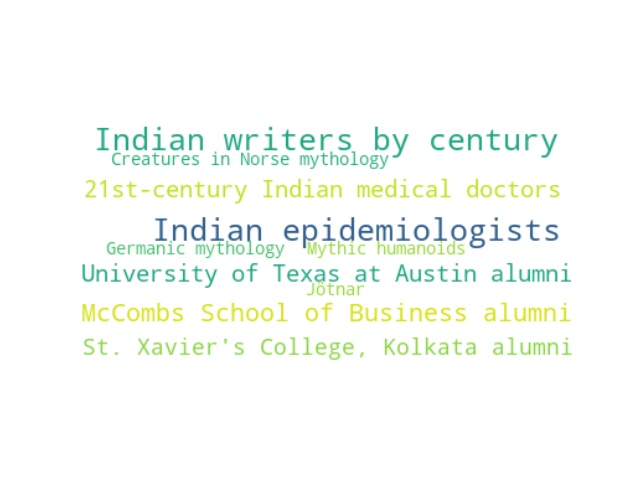 Indian writers by century
Creatures in Norse mythology
21st-century Indian medical doctors
Indian epidemiologists
Germanic mythology
Mythic humanoids
University of Texas at Austin alumni
Jötnar
McCombs School of Business alumni
St. Xavier's College, Kolkata alumni